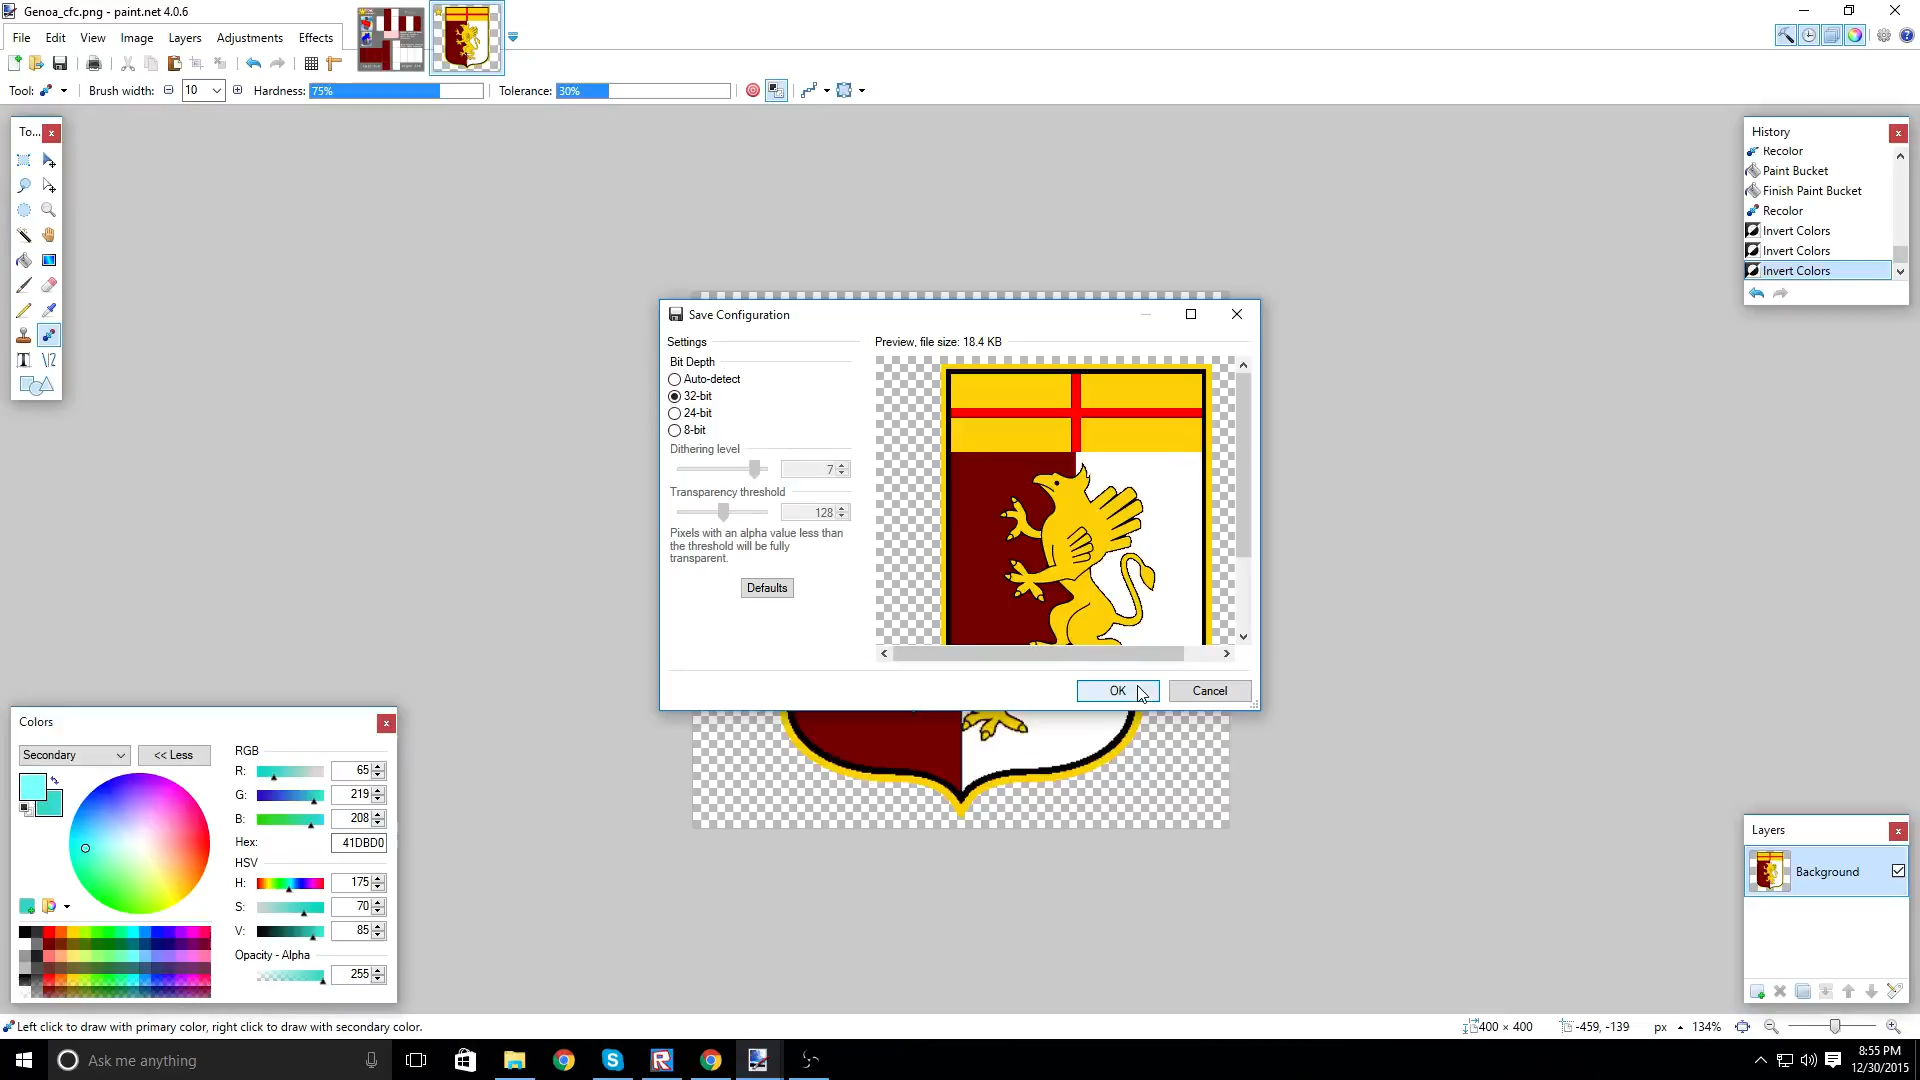 Genoa_cfc.png - paint.net 4.0.6
File Edit View Image Layers Adjustments Effects
Tool: Brush width: 10 Hardness: 75% Tolerance: 30%
To...
History
Recolor
Paint Bucket
Finish Paint Bucket
Recolor
Invert Colors
Invert Colors
Invert Colors
Save Configuration
Settings
Bit Depth
Auto-detect
32-bit
24-bit
8-bit
Dithering level
7
Transparency threshold
128
Pixels with an alpha value less than
the threshold will be fully
transparent.
Defaults
Preview, file size: 18.4 KB
OK Cancel
Colors
Secondary << Less
RGB
R: 65
G: 219
B: 208
Hex: 41DBD0
HSV
H: 175
S: 70
V: 85
Opacity - Alpha
255
Layers
Background
Left click to draw with primary color, right click to draw with secondary color. 400 × 400 -459, -139 px 134%
Ask me anything
8:55 PM
12/30/2015